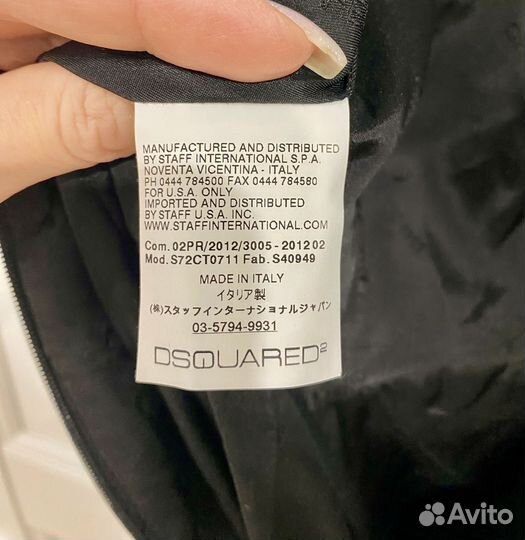 MANUFACTURED AND DISTRIBUTED
BY STAFF INTERNATIONAL S.P.A.
NOVENTA VICENTINA - ITALY
PH 0444 784500 FAX 0444 784580
FOR U.S.A. ONLY
IMPORTED AND DISTRIBUTED
BY STAFF U.S.A. INC.
WWW.STAFFINTERNATIONAL.COM
Com. 02PR/2012/3005 - 2012 02
Mod. S72CT0711 Fab. S40949
MADE IN ITALY
イタリア製
(株)スタッフインターナショナルジャパン
03-5794-9931
DSQUARED2
Avito